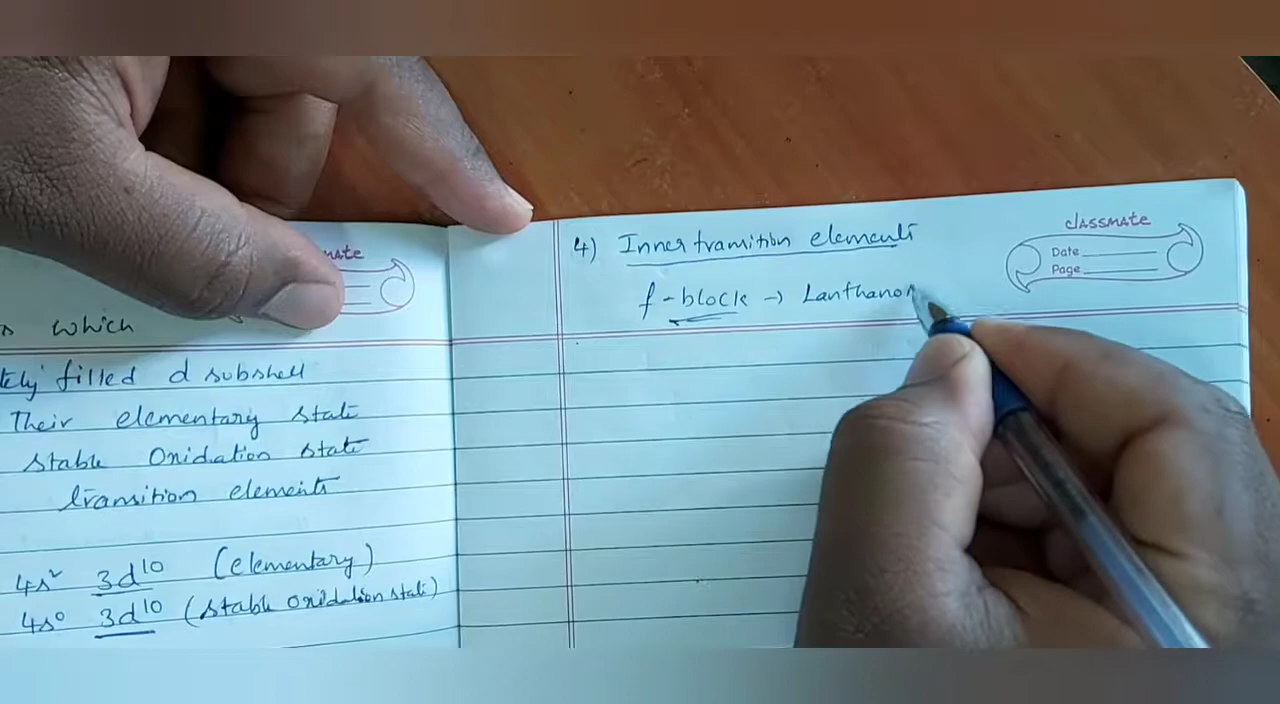 mate
which
filled d subshell
Their elementary state
Stable Oxidation state
transition elements
4s² 3d¹⁰ (elementary)
4s⁰ 3d¹⁰ (stable oxidation state)
classmate
Date
Page
4) Inner transition elements
f-block → Lanthanon